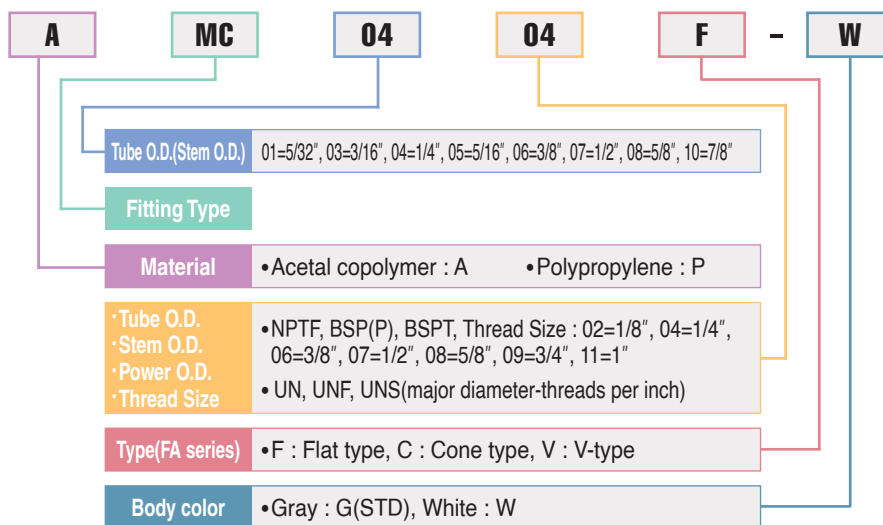 A MC 04 04 F - W
Tube O.D.(Stem O.D.) 01=5/32", 03=3/16", 04=1/4", 05=5/16", 06=3/8", 07=1/2", 08=5/8", 10=7/8"
Fitting Type
Material •Acetal copolymer : A •Polypropylene : P
·Tube O.D.
·Stem O.D.
·Power O.D.
·Thread Size
•NPTF, BSP(P), BSPT, Thread Size : 02=1/8", 04=1/4",
06=3/8", 07=1/2", 08=5/8", 09=3/4", 11=1"
• UN, UNF, UNS(major diameter-threads per inch)
Type(FA series) •F : Flat type, C : Cone type, V : V-type
Body color •Gray : G(STD), White : W